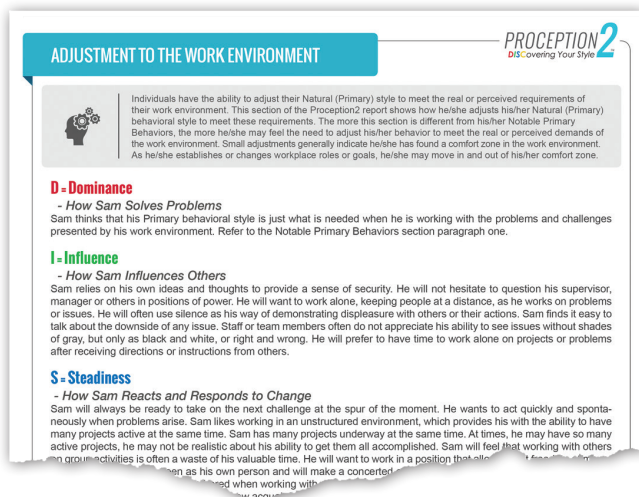 PROCEPTION2
DISCovering Your Style
ADJUSTMENT TO THE WORK ENVIRONMENT
Individuals have the ability to adjust their Natural (Primary) style to meet the real or perceived requirements of
their work environment. This section of the Proception2 report shows how he/she adjusts his/her Natural (Primary)
behavioral style to meet these requirements. The more this section is different from his/her Notable Primary
Behaviors, the more he/she may feel the need to adjust his/her behavior to meet the real or perceived demands of
the work environment. Small adjustments generally indicate he/she has found a comfort zone in the work environment.
As he/she establishes or changes workplace roles or goals, he/she may move in and out of his/her comfort zone.
D = Dominance
- How Sam Solves Problems
Sam thinks that his Primary behavioral style is just what is needed when he is working with the problems and challenges
presented by his work environment. Refer to the Notable Primary Behaviors section paragraph one.
I = Influence
- How Sam Influences Others
Sam relies on his own ideas and thoughts to provide a sense of security. He will not hesitate to question his supervisor,
manager or others in positions of power. He will want to work alone, keeping people at a distance, as he works on problems
or issues. He will often use silence as his way of demonstrating displeasure with others or their actions. Sam finds it easy to
talk about the downside of any issue. Staff or team members often do not appreciate his ability to see issues without shades
of gray, but only as black and white, or right and wrong. He will prefer to have time to work alone on projects or problems
after receiving directions or instructions from others.
S = Steadiness
- How Sam Reacts and Responds to Change
Sam will always be ready to take on the next challenge at the spur of the moment. He wants to act quickly and sponta-
neously when problems arise. Sam likes working in an unstructured environment, which provides his with the ability to have
many projects active at the same time. Sam has many projects underway at the same time. At times, he may have so many
active projects, he may not be realistic about his ability to get them all accomplished. Sam will feel that working with others
on group activities is often a waste of his valuable time. He will want to work in a position that
as his own person and will make a concerted
when working with